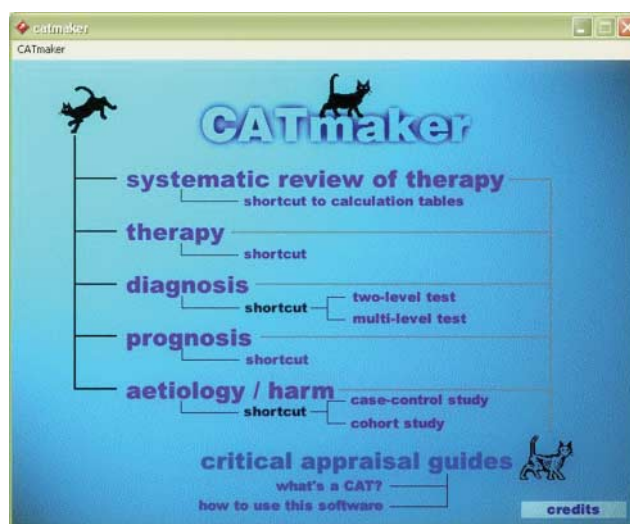 catmaker
CATmaker
CATmaker
systematic review of therapy
shortcut to calculation tables
therapy
shortcut
diagnosis
shortcut
two-level test
multi-level test
prognosis
shortcut
aetiology / harm
shortcut
case-control study
cohort study
critical appraisal guides
what's a CAT?
how to use this software
credits